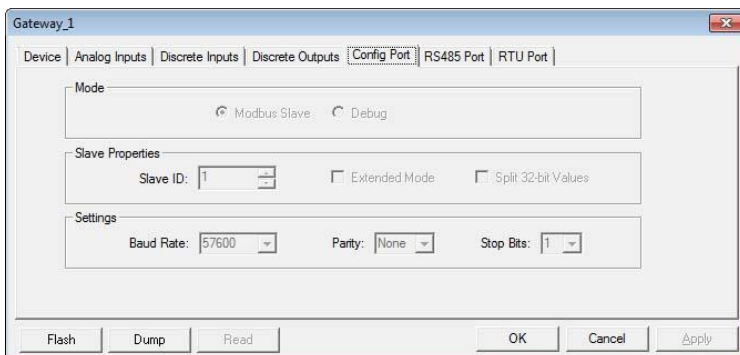 Gateway_1
Device Analog Inputs Discrete Inputs Discrete Outputs Config Port RS485 Port RTU Port
Mode
Modbus Slave Debug
Slave Properties
Slave ID: 1 Extended Mode Split 32-bit Values
Settings
Baud Rate: 57600 Parity: None Stop Bits: 1
Flash Dump Read OK Cancel Apply